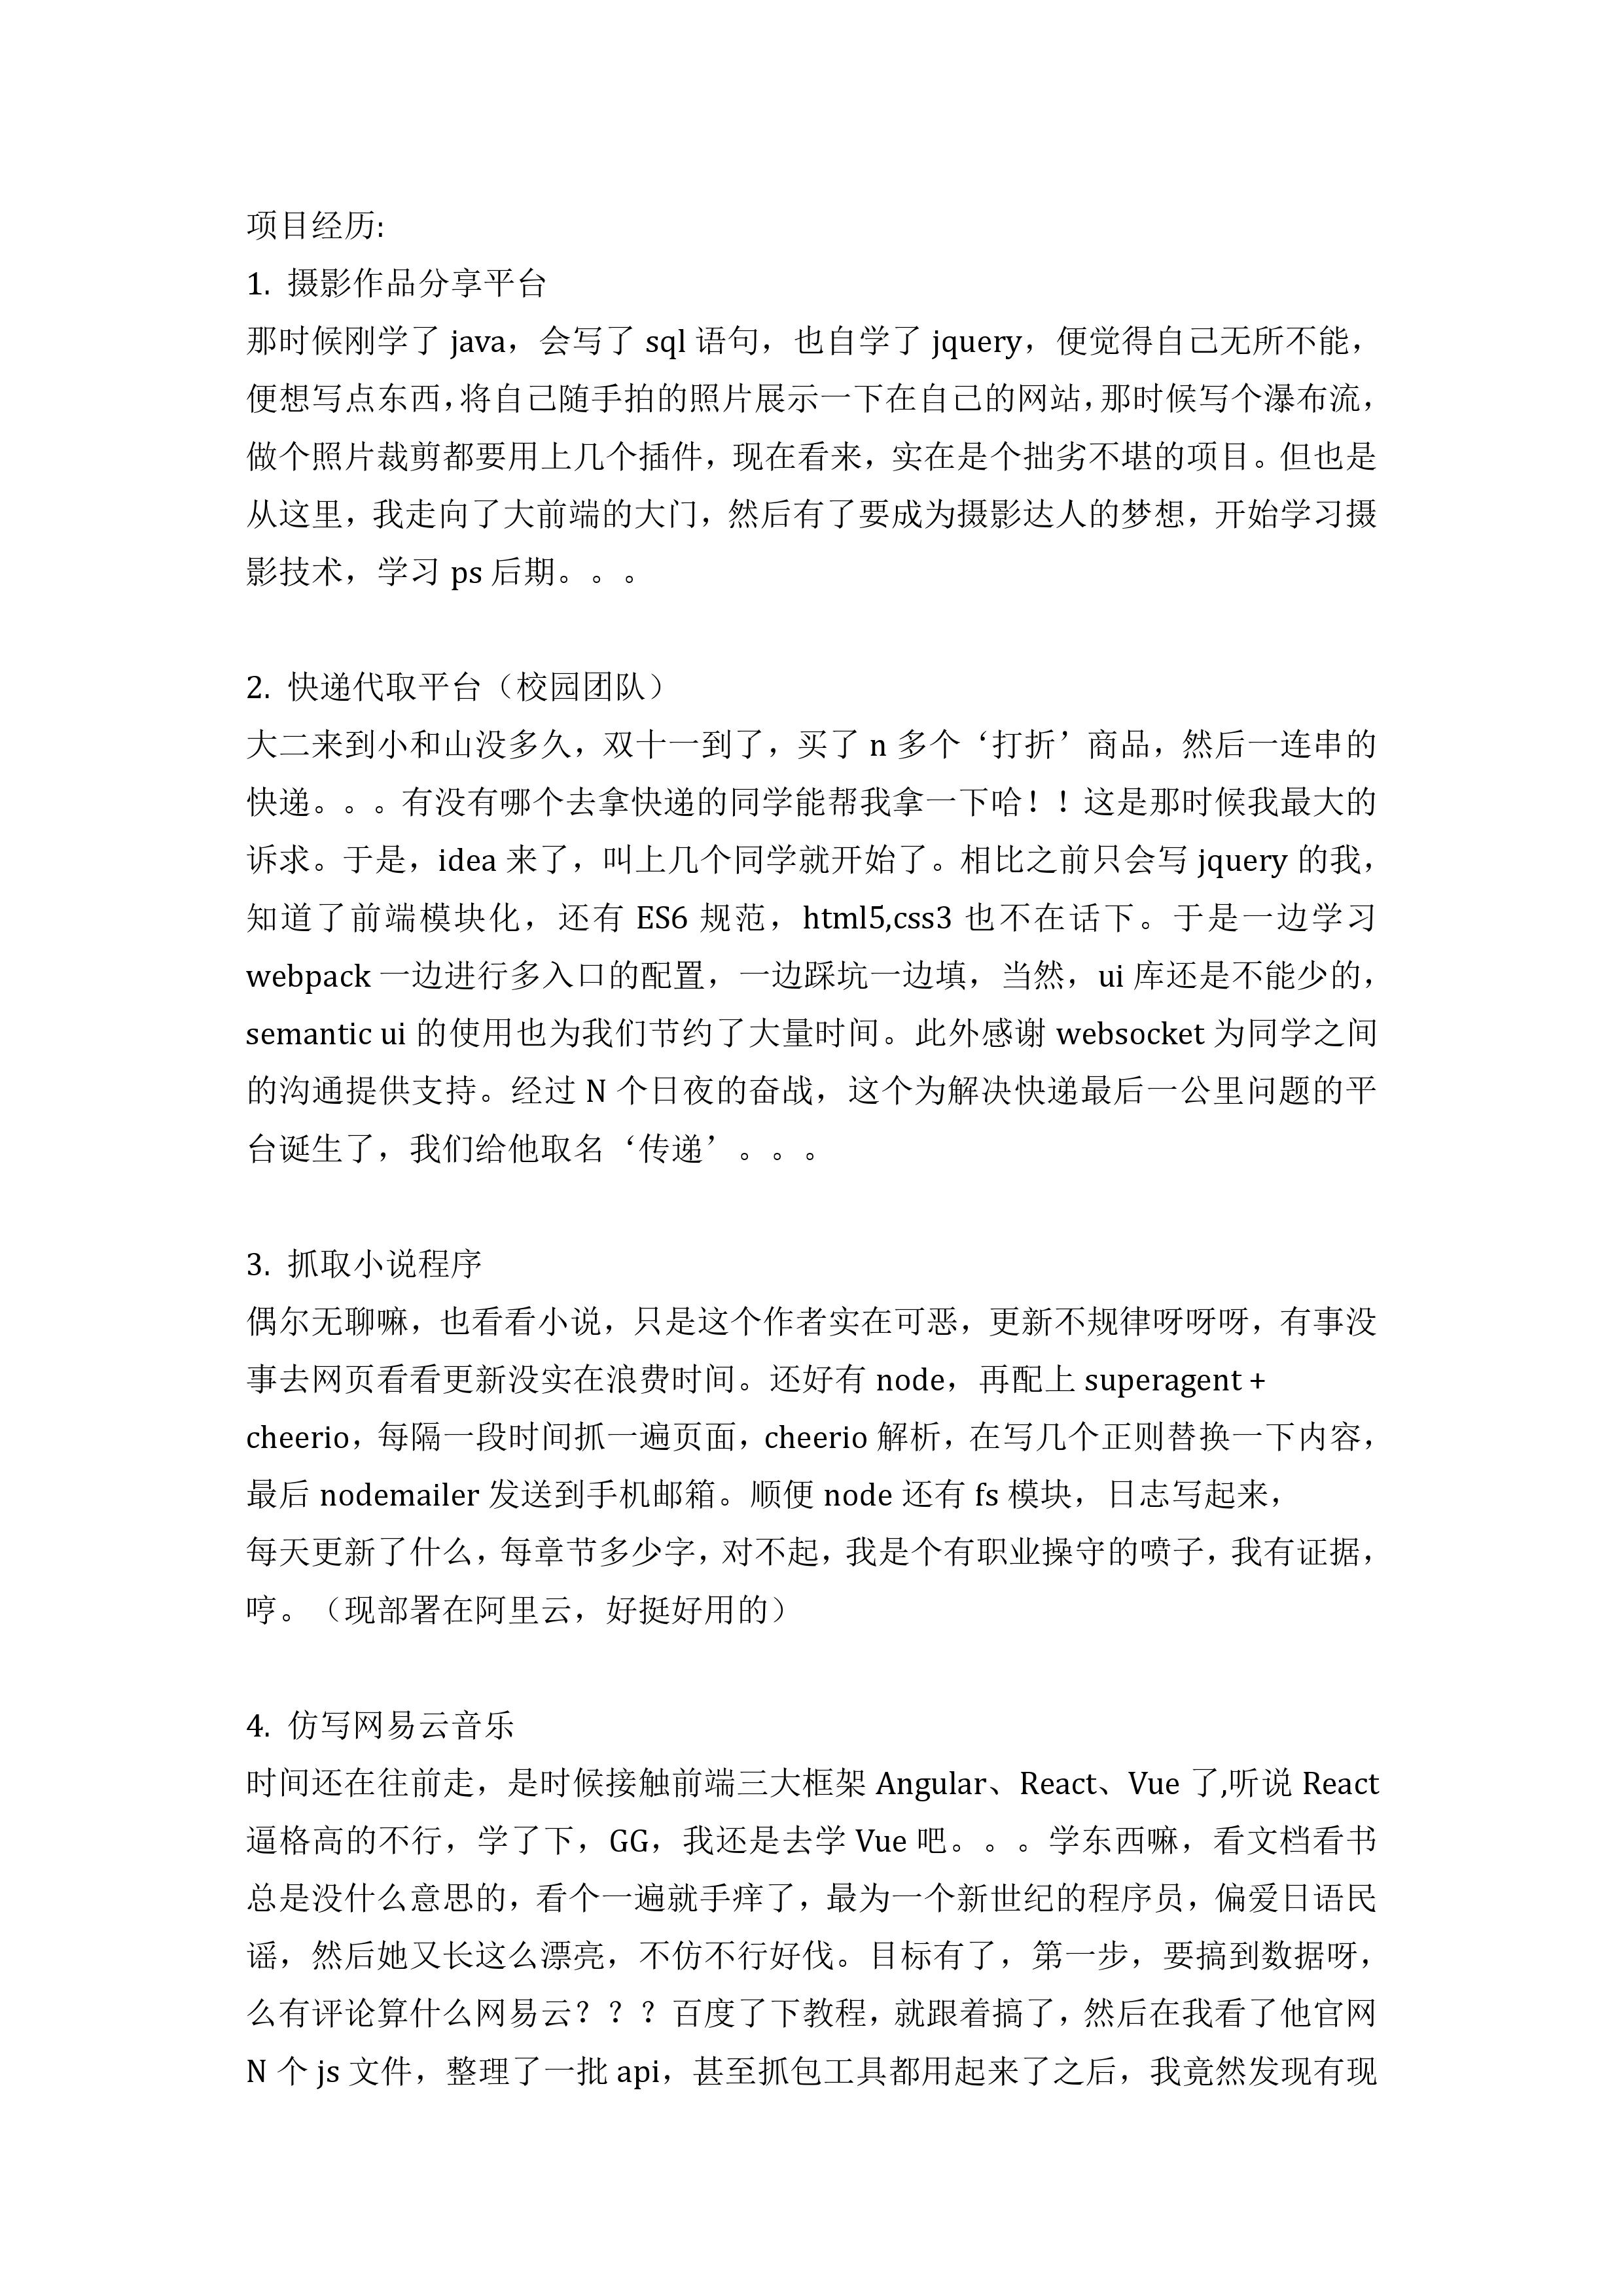 项目经历:
1. 摄影作品分享平台
那时候刚学了 java，会写了 sql 语句，也自学了 jquery，便觉得自己无所不能，
便想写点东西，将自己随手拍的照片展示一下在自己的网站，那时候写个瀑布流，
做个照片裁剪都要用上几个插件，现在看来，实在是个拙劣不堪的项目。但也是
从这里，我走向了大前端的大门，然后有了要成为摄影达人的梦想，开始学习摄
影技术，学习 ps 后期。。。
2. 快递代取平台（校园团队）
大二来到小和山没多久，双十一到了，买了 n 多个‘打折’商品，然后一连串的
快递。。。有没有哪个去拿快递的同学能帮我拿一下哈！！这是那时候我最大的
诉求。于是，idea 来了，叫上几个同学就开始了。相比之前只会写 jquery 的我，
知道了前端模块化，还有 ES6 规范，html5,css3 也不在话下。于是一边学习
webpack 一边进行多入口的配置，一边踩坑一边填，当然，ui 库还是不能少的，
semantic ui 的使用也为我们节约了大量时间。此外感谢 websocket 为同学之间
的沟通提供支持。经过 N 个日夜的奋战，这个为解决快递最后一公里问题的平
台诞生了，我们给他取名‘传递’。。。
3. 抓取小说程序
偶尔无聊嘛，也看看小说，只是这个作者实在可恶，更新不规律呀呀呀，有事没
事去网页看看更新没实在浪费时间。还好有 node，再配上 superagent +
cheerio，每隔一段时间抓一遍页面，cheerio 解析，在写几个正则替换一下内容，
最后 nodemailer 发送到手机邮箱。顺便 node 还有 fs 模块，日志写起来，
每天更新了什么，每章节多少字，对不起，我是个有职业操守的喷子，我有证据，
哼。（现部署在阿里云，好挺好用的）
4. 仿写网易云音乐
时间还在往前走，是时候接触前端三大框架 Angular、React、Vue 了,听说 React
逼格高的不行，学了下，GG，我还是去学 Vue 吧。。。学东西嘛，看文档看书
总是没什么意思的，看个一遍就手痒了，最为一个新世纪的程序员，偏爱日语民
谣，然后她又长这么漂亮，不仿不行好伐。目标有了，第一步，要搞到数据呀，
么有评论算什么网易云？？？百度了下教程，就跟着搞了，然后在我看了他官网
N 个 js 文件，整理了一批 api，甚至抓包工具都用起来了之后，我竟然发现有现